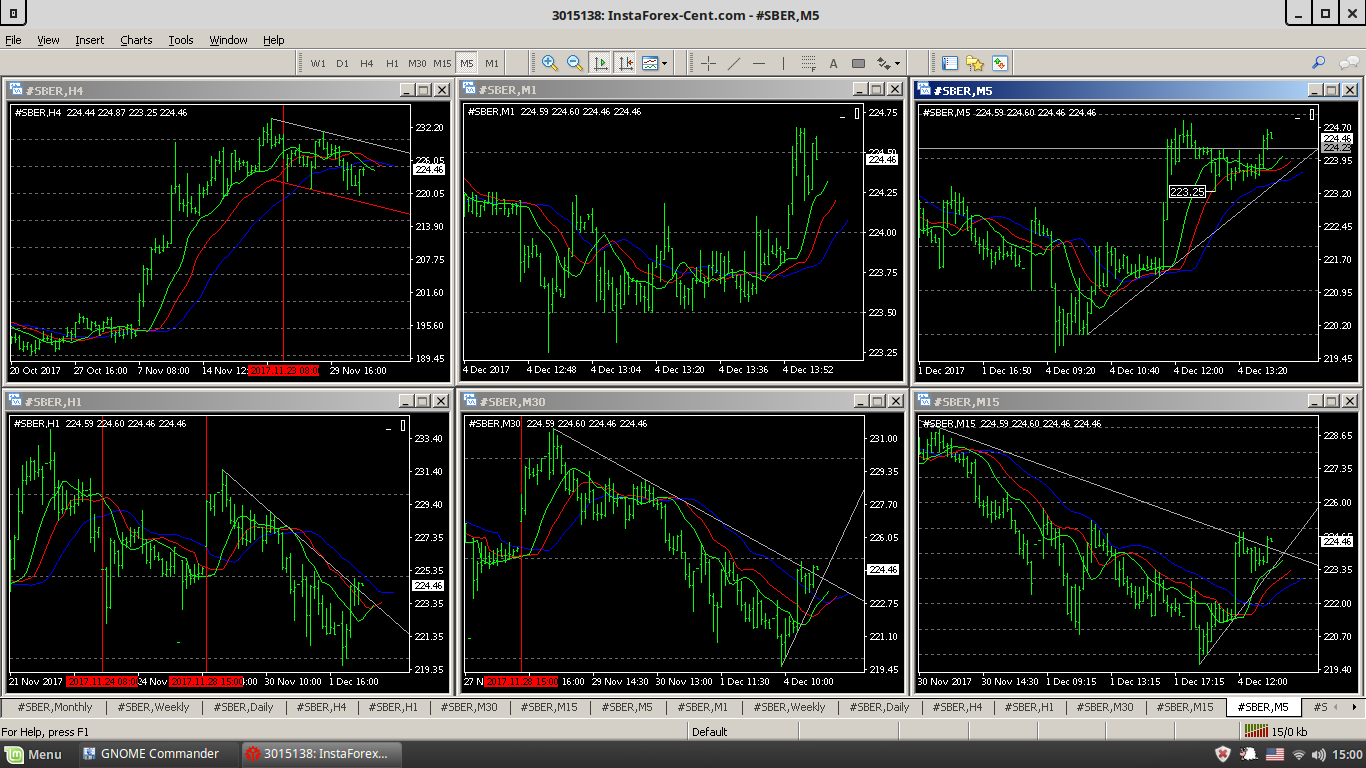 3015138: InstaForex-Cent.com - #SBER,M5
File View Insert Charts Tools Window Help
W1 D1 H4 H1 M30 M15 M5 M1
A
#SBER,H4
#SBER,H4 224.44 224.87 223.25 224.46
232.20
226.05
224.46
220.05
213.90
207.75
201.60
195.60
189.45
20 Oct 2017 27 Oct 16:00 7 Nov 08:00 14 Nov 12: 2017.11.23 08:00 29 Nov 16:00
#SBER,M1
#SBER,M1 224.59 224.60 224.46 224.46
224.75
224.50
224.46
224.25
224.00
223.75
223.50
223.25
4 Dec 2017 4 Dec 12:48 4 Dec 13:04 4 Dec 13:20 4 Dec 13:36 4 Dec 13:52
#SBER,M5
#SBER,M5 224.59 224.60 224.46 224.46
224.70
224.46
224.23
223.95
223.25
223.20
222.45
221.70
220.95
220.20
219.45
1 Dec 2017 1 Dec 16:50 4 Dec 09:20 4 Dec 10:40 4 Dec 12:00 4 Dec 13:20
#SBER,H1
#SBER,H1 224.59 224.60 224.46 224.46
233.40
231.40
229.40
227.35
225.35
224.46
223.35
221.35
219.35
21 Nov 2017 2017.11.24 08:00 24 Nov 2017.11.28 15:00 :00 30 Nov 10:00 1 Dec 16:00
#SBER,M30
#SBER,M30 224.59 224.60 224.46 224.46
231.00
229.35
227.70
226.05
224.46
222.75
221.10
219.45
27 N 2017.11.28 15:00 16:00 29 Nov 14:30 30 Nov 13:00 1 Dec 11:30 4 Dec 10:00
#SBER,M15
#SBER,M15 224.59 224.60 224.46 224.46
228.65
227.35
226.00
224.46
223.35
222.00
220.70
219.40
30 Nov 2017 30 Nov 14:30 1 Dec 09:15 1 Dec 13:15 1 Dec 17:15 4 Dec 12:00
#SBER,Monthly #SBER,Weekly #SBER,Daily #SBER,H4 #SBER,H1 #SBER,M30 #SBER,M15 #SBER,M5 #SBER,M1 #SBER,Weekly #SBER,Daily #SBER,H4 #SBER,H1 #SBER,M30 #SBER,M15 #SBER,M5 #S
For Help, press F1 Default 15/0 kb
Menu GNOME Commander 3015138: InstaForex... 15:00